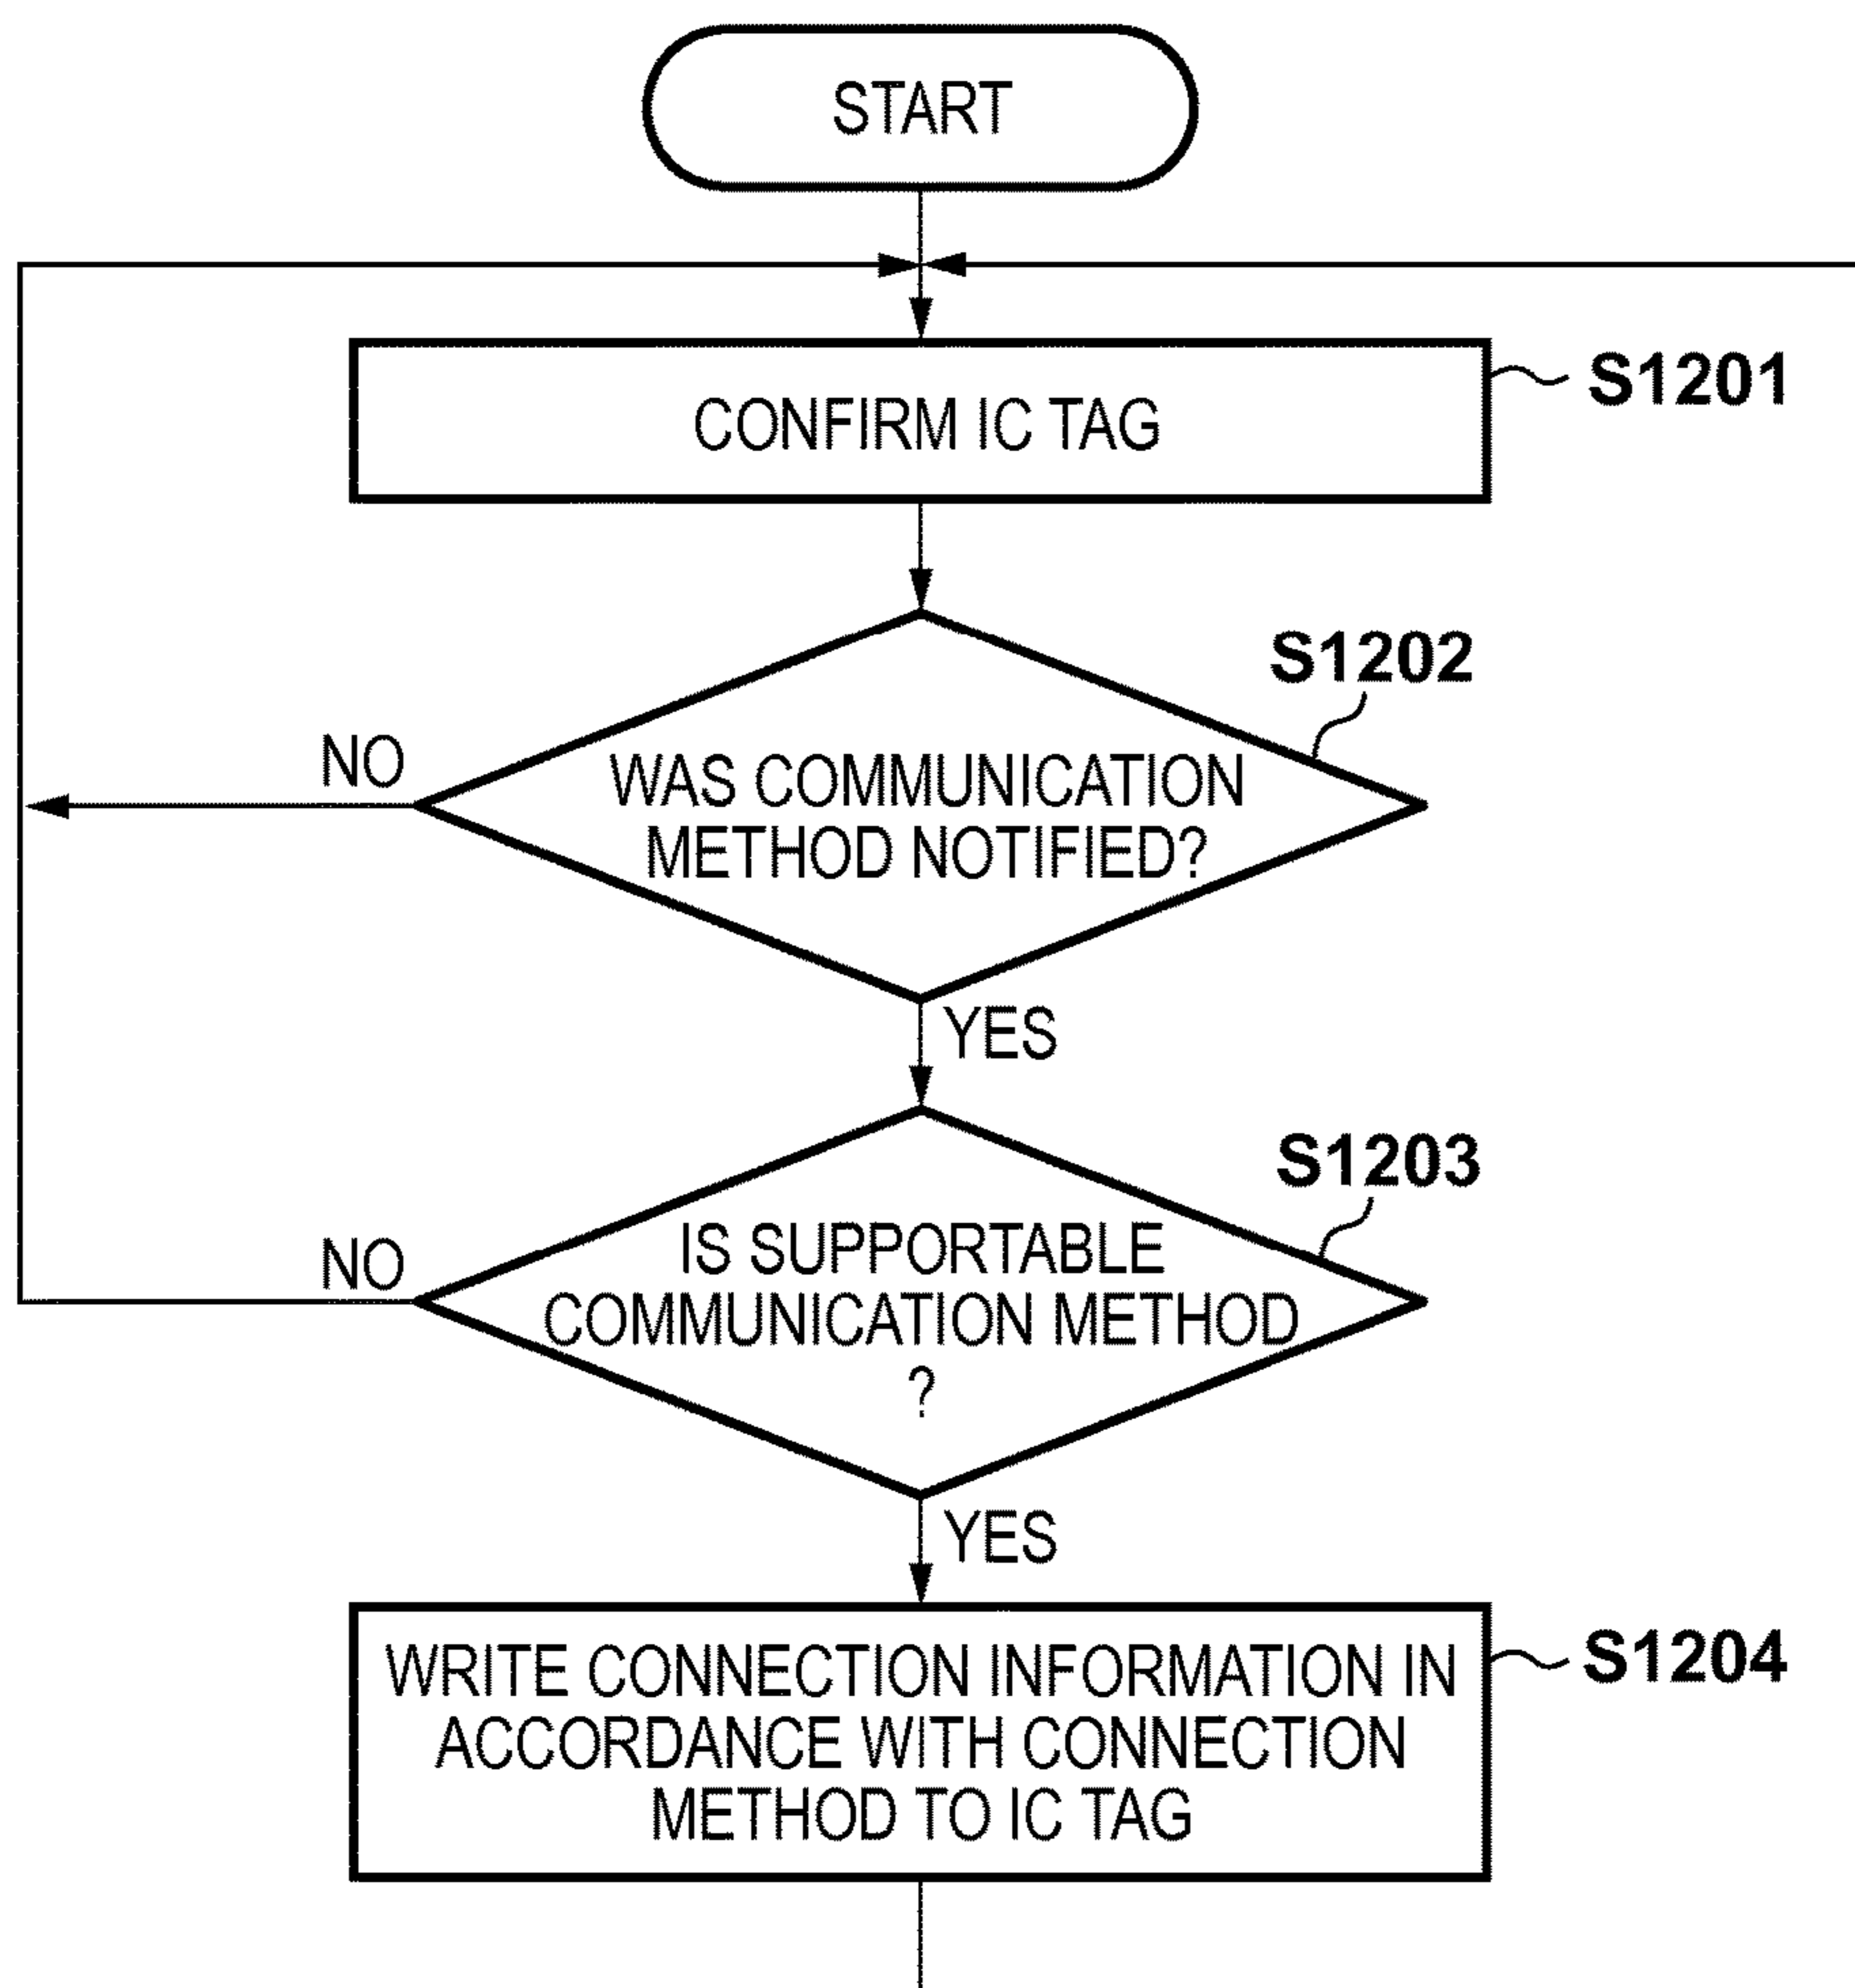 START
CONFIRM IC TAG
S1201
S1202
NO
WAS COMMUNICATION
METHOD NOTIFIED?
YES
S1203
NO
IS SUPPORTABLE
COMMUNICATION METHOD
?
YES
WRITE CONNECTION INFORMATION IN
ACCORDANCE WITH CONNECTION
METHOD TO IC TAG
S1204